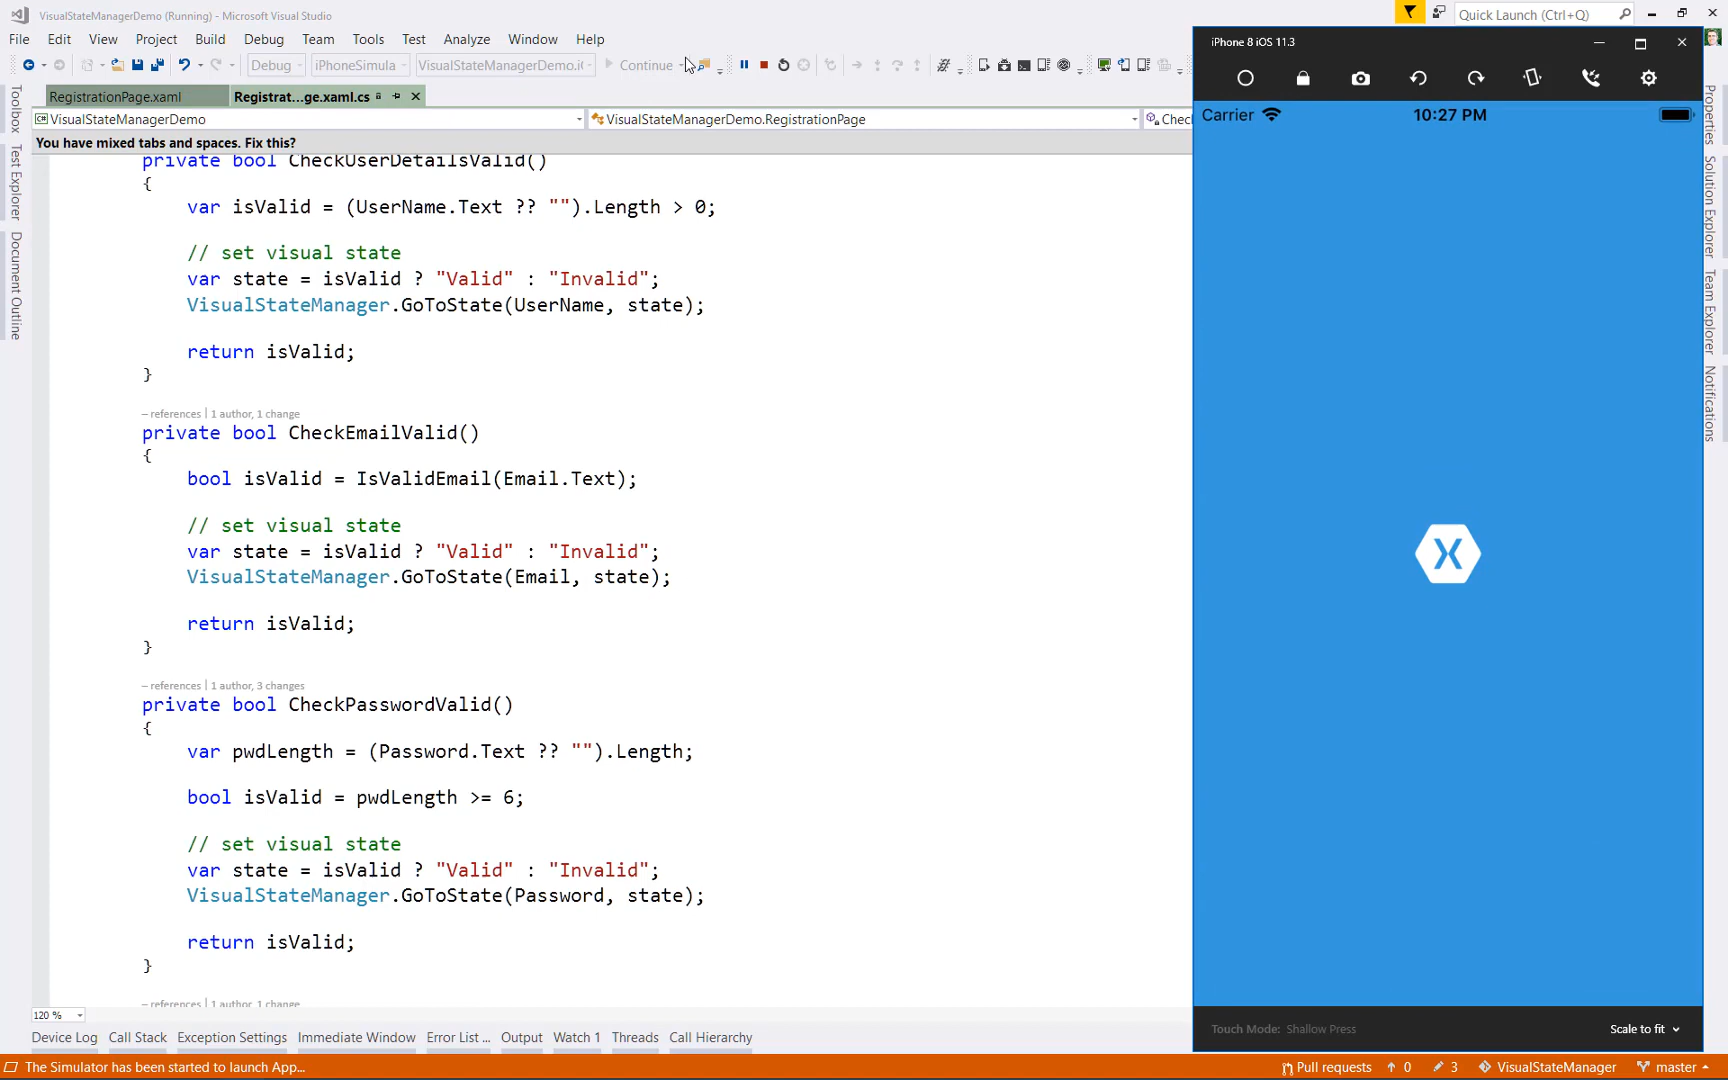 VisualStateManagerDemo (Running) - Microsoft Visual Studio
Quick Launch (Ctrl+Q)
File Edit View Project Build Debug Team Tools Test Analyze Window Help
iPhone 8 iOS 11.3
Debug iPhoneSimula VisualStateManagerDemo.i( Continue
RegistrationPage.xaml Registrat...ge.xaml.cs
VisualStateManagerDemo VisualStateManagerDemo.RegistrationPage Chec
Carrier 10:27 PM
You have mixed tabs and spaces. Fix this?
private bool CheckUserDetailsValid()
{
var isValid = (UserName.Text ?? "").Length > 0;
// set visual state
var state = isValid ? "Valid" : "Invalid";
VisualStateManager.GoToState(UserName, state);
return isValid;
}
– references | 1 author, 1 change
private bool CheckEmailValid()
{
bool isValid = IsValidEmail(Email.Text);
// set visual state
var state = isValid ? "Valid" : "Invalid";
VisualStateManager.GoToState(Email, state);
return isValid;
}
– references | 1 author, 3 changes
private bool CheckPasswordValid()
{
var pwdLength = (Password.Text ?? "").Length;
bool isValid = pwdLength >= 6;
// set visual state
var state = isValid ? "Valid" : "Invalid";
VisualStateManager.GoToState(Password, state);
return isValid;
}
– references | 1 author, 1 change
120 %
Toolbox
Test Explorer
Document Outline
Properties
Solution Explorer
Team Explorer
Notifications
Touch Mode: Shallow Press Scale to fit
Device Log Call Stack Exception Settings Immediate Window Error List ... Output Watch 1 Threads Call Hierarchy
The Simulator has been started to launch App... Pull requests 0 3 VisualStateManager master